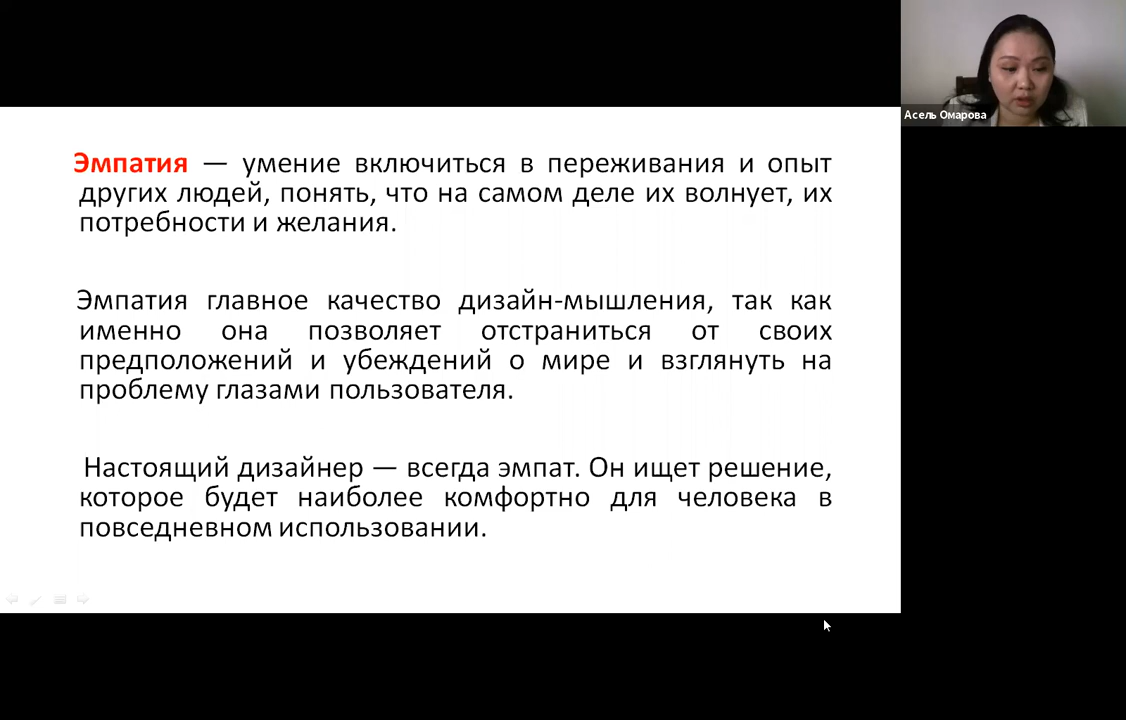 Эмпатия — умение включиться в переживания и опыт
других людей, понять, что на самом деле их волнует, их
потребности и желания.
Эмпатия главное качество дизайн-мышления, так как
именно она позволяет отстраниться от своих
предположений и убеждений о мире и взглянуть на
проблему глазами пользователя.
Настоящий дизайнер — всегда эмпат. Он ищет решение,
которое будет наиболее комфортно для человека в
повседневном использовании.
Асель Омарова